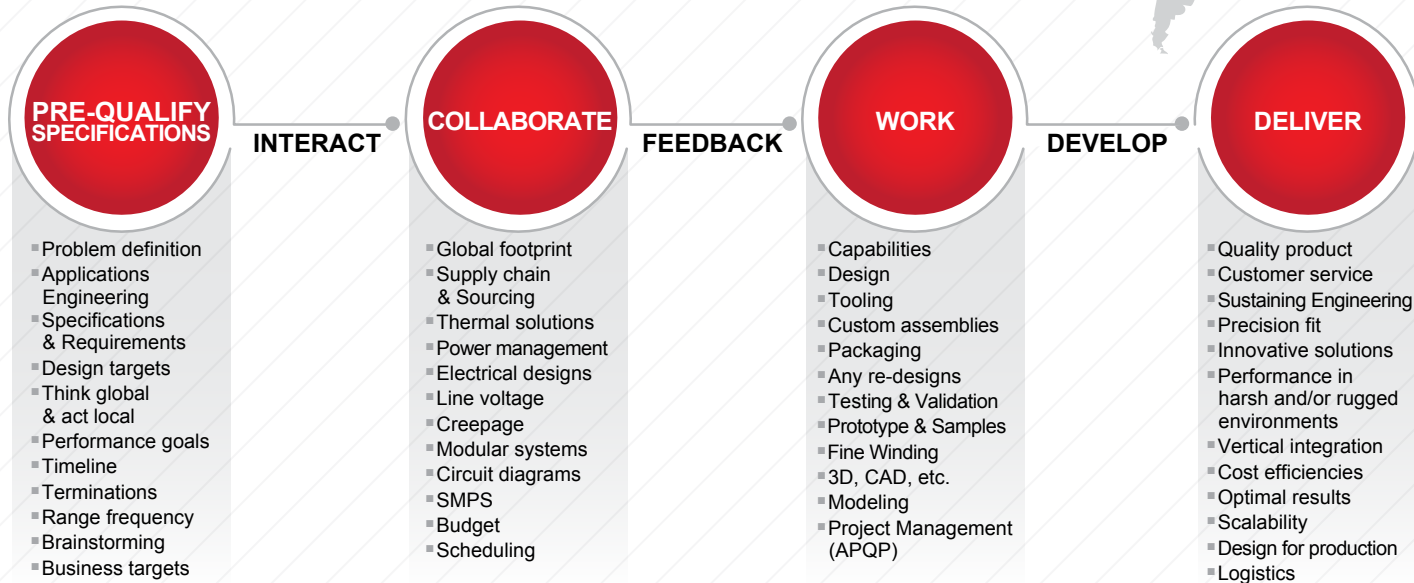 PRE-QUALIFY
SPECIFICATIONS
INTERACT
COLLABORATE
FEEDBACK
WORK
DEVELOP
DELIVER
▪Problem definition
▪Applications
Engineering
▪Specifications
& Requirements
▪Design targets
▪Think global
& act local
▪Performance goals
▪Timeline
▪Terminations
▪Range frequency
▪Brainstorming
▪Business targets
▪Global footprint
▪Supply chain
& Sourcing
▪Thermal solutions
▪Power management
▪Electrical designs
▪Line voltage
▪Creepage
▪Modular systems
▪Circuit diagrams
▪SMPS
▪Budget
▪Scheduling
▪Capabilities
▪Design
▪Tooling
▪Custom assemblies
▪Packaging
▪Any re-designs
▪Testing & Validation
▪Prototype & Samples
▪Fine Winding
▪3D, CAD, etc.
▪Modeling
▪Project Management
(APQP)
▪Quality product
▪Customer service
▪Sustaining Engineering
▪Precision fit
▪Innovative solutions
▪Performance in
harsh and/or rugged
environments
▪Vertical integration
▪Cost efficiencies
▪Optimal results
▪Scalability
▪Design for production
▪Logistics